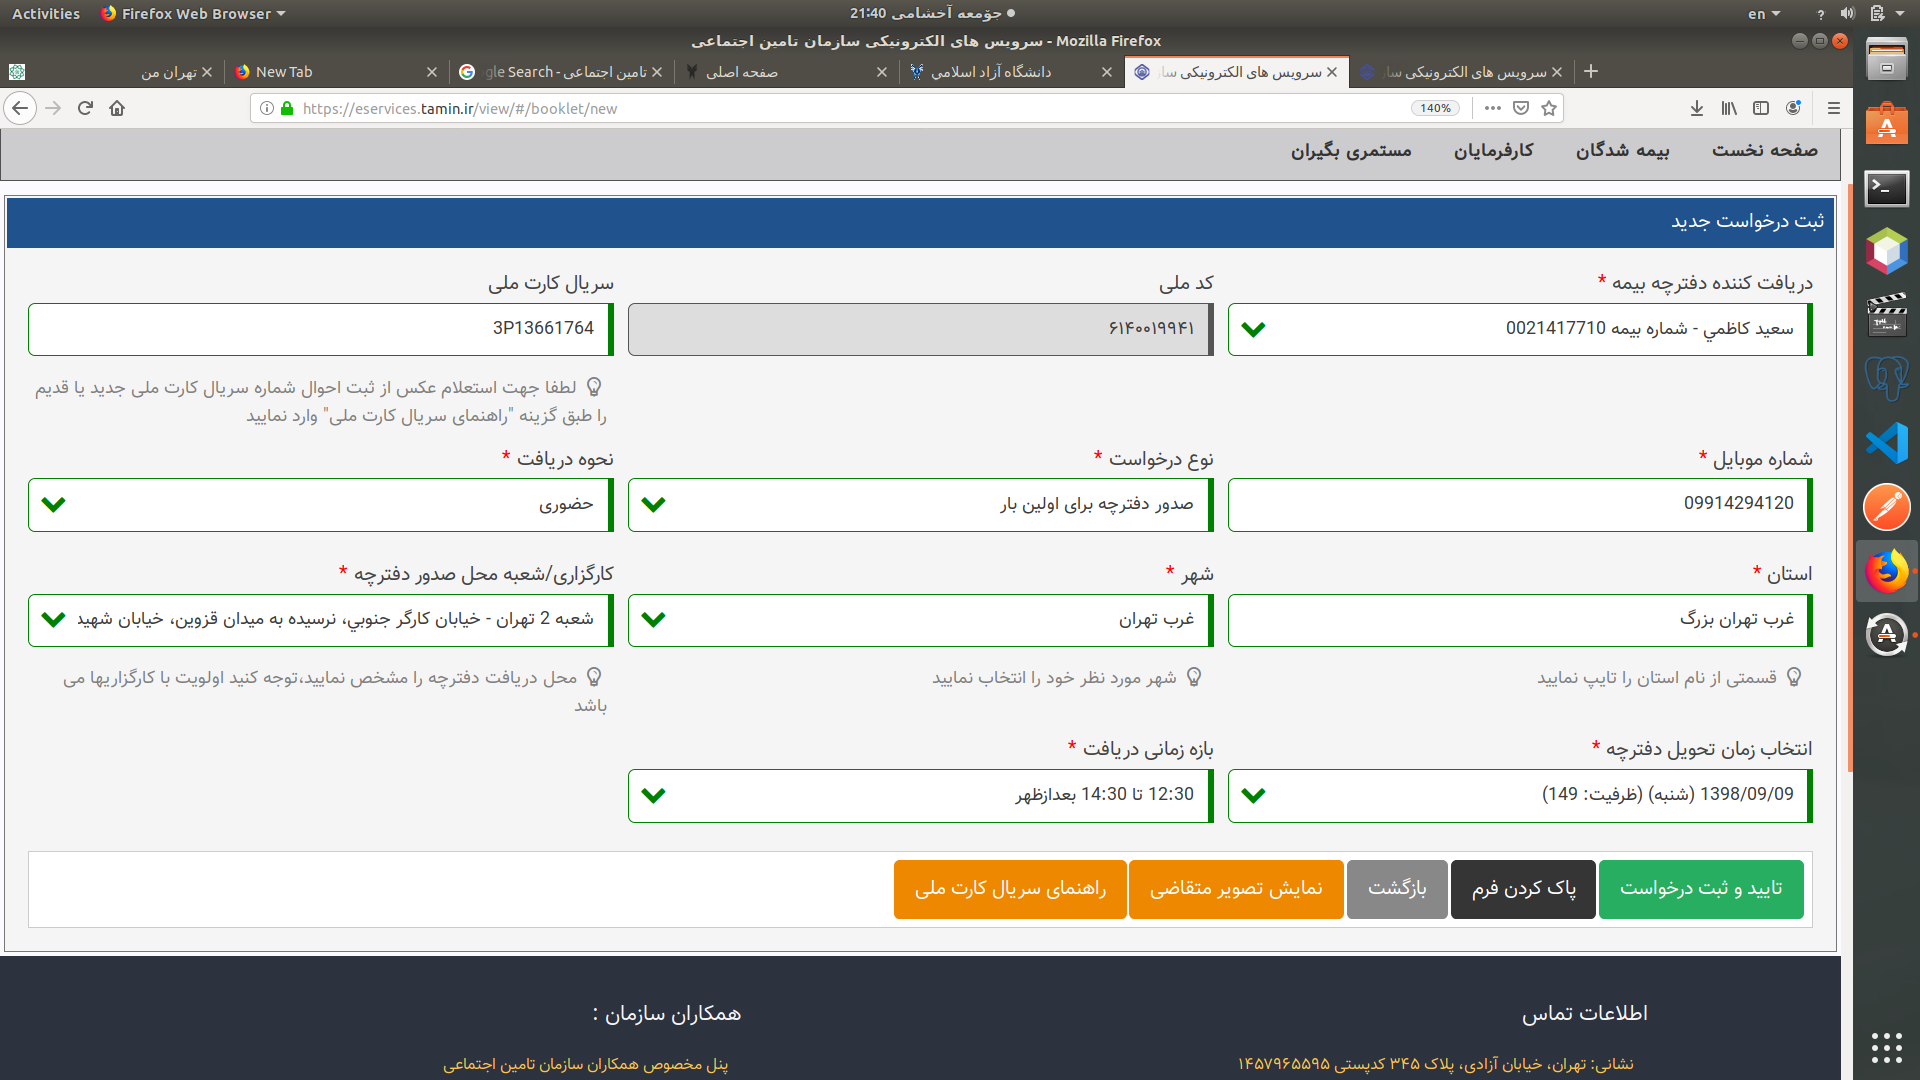 Activities Firefox Web Browser جۆمعه آخشامی 21:40 en
سرویس های الکترونیکی سازمان تامین اجتماعی - Mozilla Firefox
تهران من
New Tab
تامین اجتماعی - gle Search
صفحه اصلی
دانشگاه آزاد اسلامي
سرویس های الکترونیکی ساز
سرویس های الکترونیکی ساز
https://eservices.tamin.ir/view/#/booklet/new 140%
صفحه نخست بیمه شدگان کارفرمایان مستمری بگیران
ثبت درخواست جدید
دریافت کننده دفترچه بیمه * کد ملی سریال کارت ملی
سعید کاظمي - شماره بیمه 0021417710 ۶۱۴۰۰۱۹۹۴۱ 3P13661764
لطفا جهت استعلام عکس از ثبت احوال شماره سریال کارت ملی جدید یا قدیم
را طبق گزینه "راهنمای سریال کارت ملی" وارد نمایید
شماره موبایل * نوع درخواست * نحوه دریافت *
09914294120 صدور دفترچه برای اولین بار حضوری
استان * شهر * کارگزاری/شعبه محل صدور دفترچه *
غرب تهران بزرگ غرب تهران شعبه 2 تهران - خیابان کارگر جنوبي، نرسیده به میدان قزوین، خیابان شهید
قسمتی از نام استان را تایپ نمایید شهر مورد نظر خود را انتخاب نمایید محل دریافت دفترچه را مشخص نمایید،توجه کنید اولویت با کارگزاریها می
باشد
انتخاب زمان تحویل دفترچه * بازه زمانی دریافت *
1398/09/09 (شنبه) (ظرفیت: 149) 12:30 تا 14:30 بعدازظهر
تایید و ثبت درخواست پاک کردن فرم بازگشت نمایش تصویر متقاضی راهنمای سریال کارت ملی
اطلاعات تماس همکاران سازمان :
نشانی: تهران، خیابان آزادی، پلاک ۳۴۵ کدپستی ۱۴۵۷۹۶۵۵۹۵ پنل مخصوص همکاران سازمان تامین اجتماعی